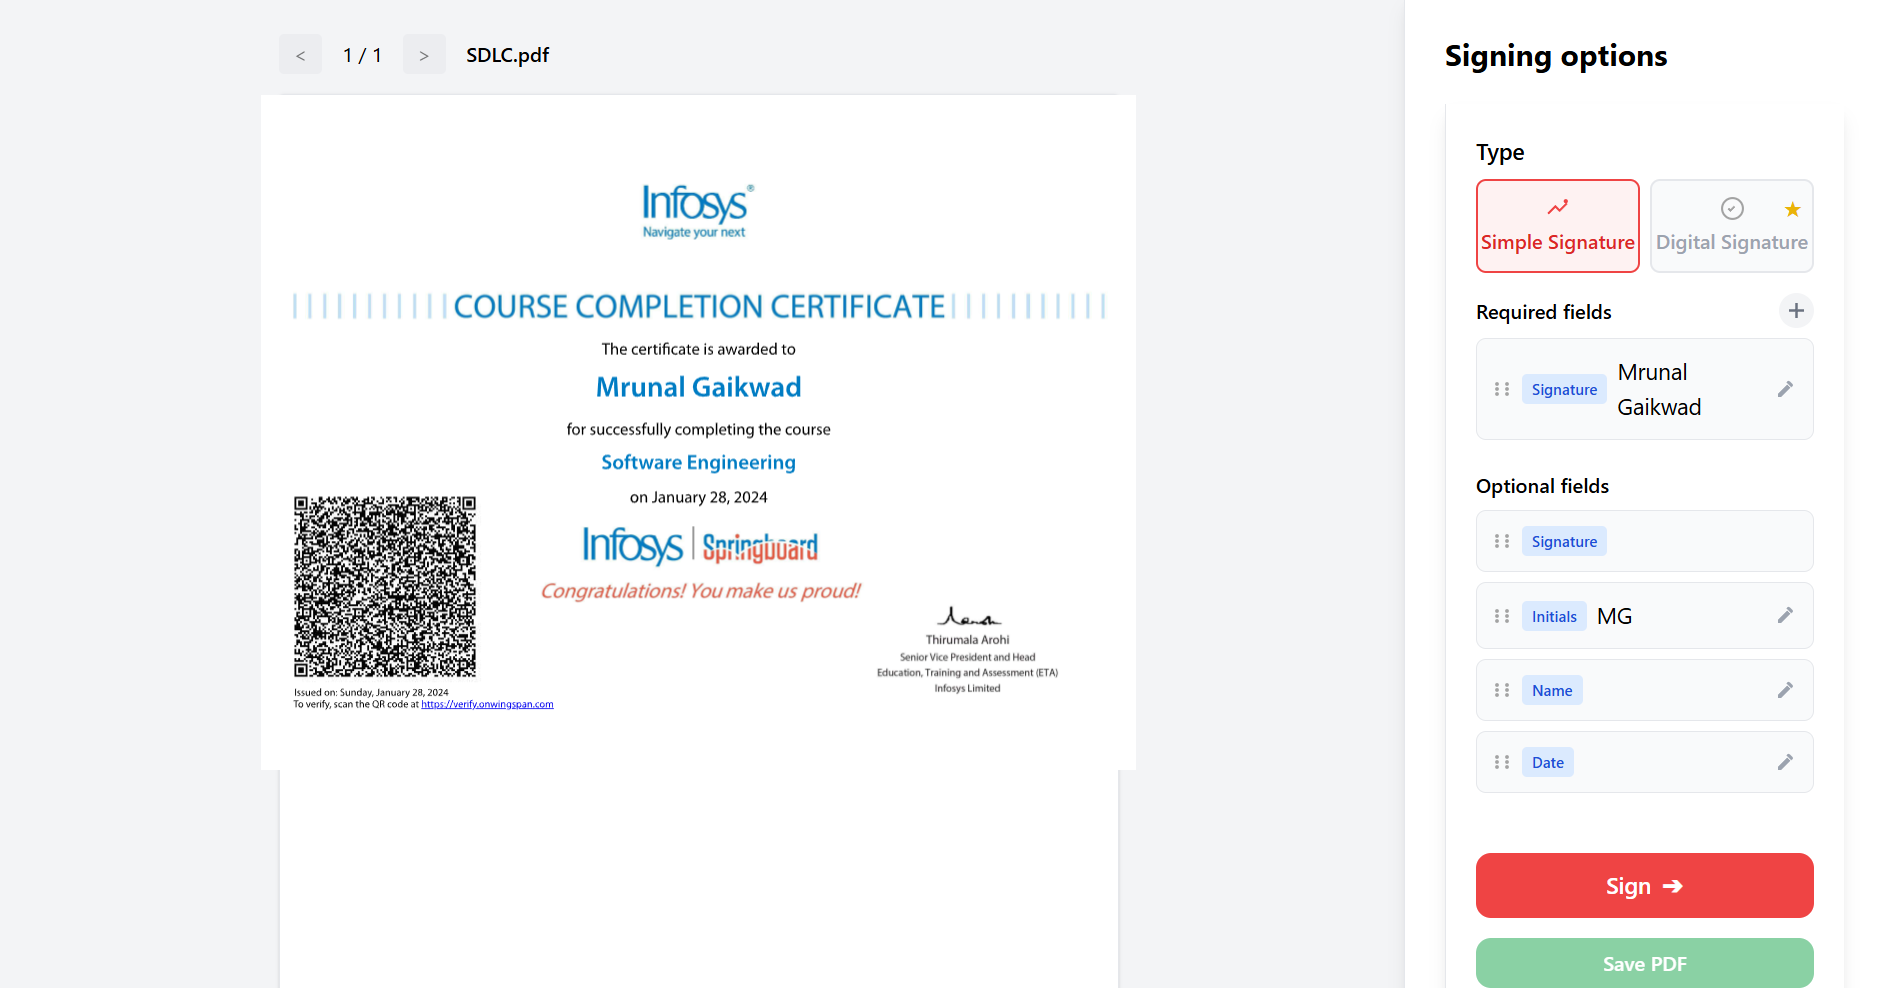 < 1 / 1 > SDLC.pdf
Infosys®
Navigate your next
COURSE COMPLETION CERTIFICATE
The certificate is awarded to
Mrunal Gaikwad
for successfully completing the course
Software Engineering
on January 28, 2024
Infosys | Springboard
Congratulations! You make us proud!
Thirumala Arohi
Senior Vice President and Head
Education, Training and Assessment (ETA)
Infosys Limited
Issued on: Sunday, January 28, 2024
To verify, scan the QR code at https://verify.onwingspan.com
Signing options
Type
Simple Signature
Digital Signature
Required fields
Signature
Mrunal
Gaikwad
Optional fields
Signature
Initials MG
Name
Date
Sign ➔
Save PDF